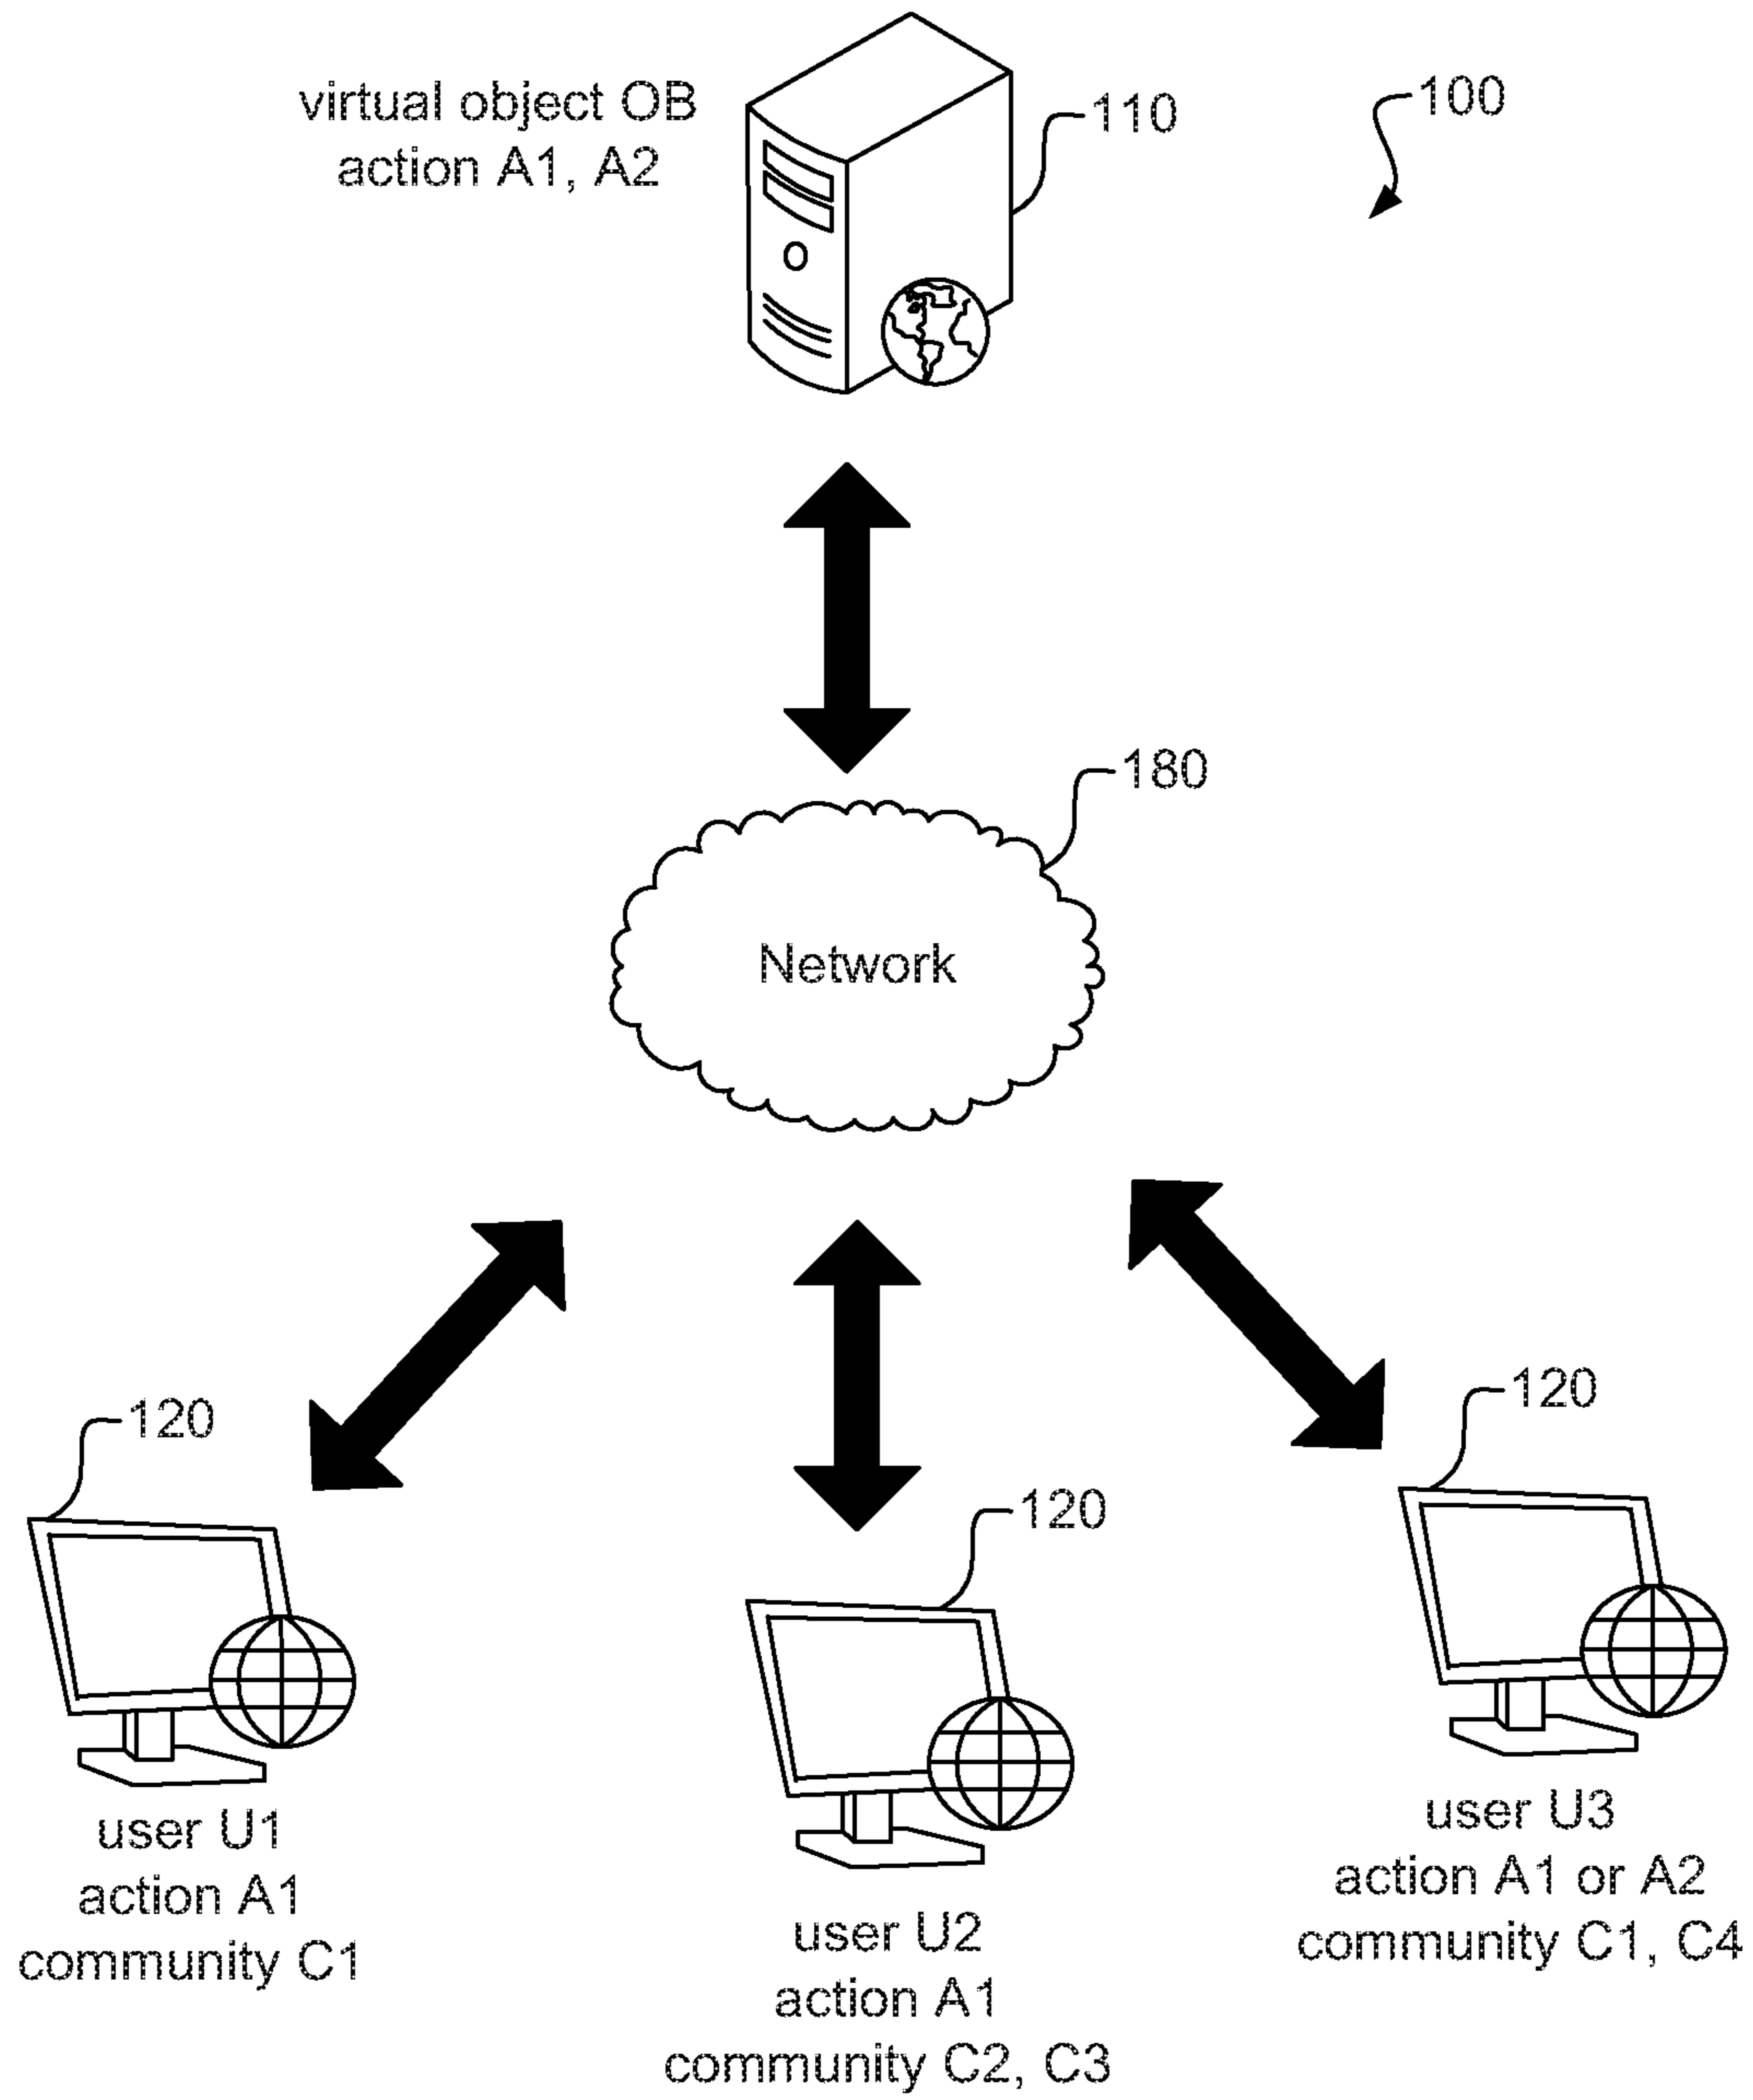 virtual object OB
action A1, A2
110
100
180
Network
120
120
120
user U1
action A1
community C1
user U2
action A1
community C2, C3
user U3
action A1 or A2
community C1, C4